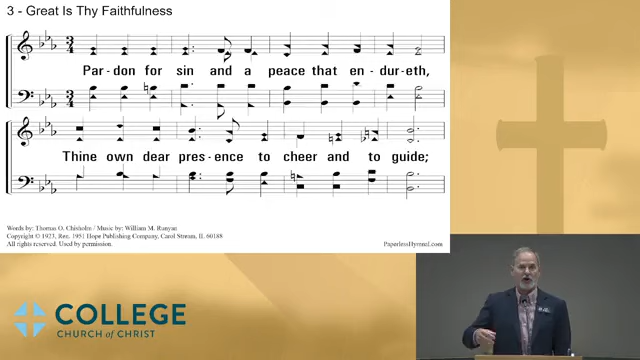 3 - Great Is Thy Faithfulness
Par-don for sin and a peace that en-dur-eth,
Thine own dear pres-ence to cheer and to guide;
Words by: Thomas O. Chisholm / Music by: William M. Runyan
Copyright © 1923, Ren. 1951 Hope Publishing Company, Carol Stream, IL 60188
All rights reserved. Used by permission.
PaperlessHymnal.com
COLLEGE
CHURCH of CHRIST